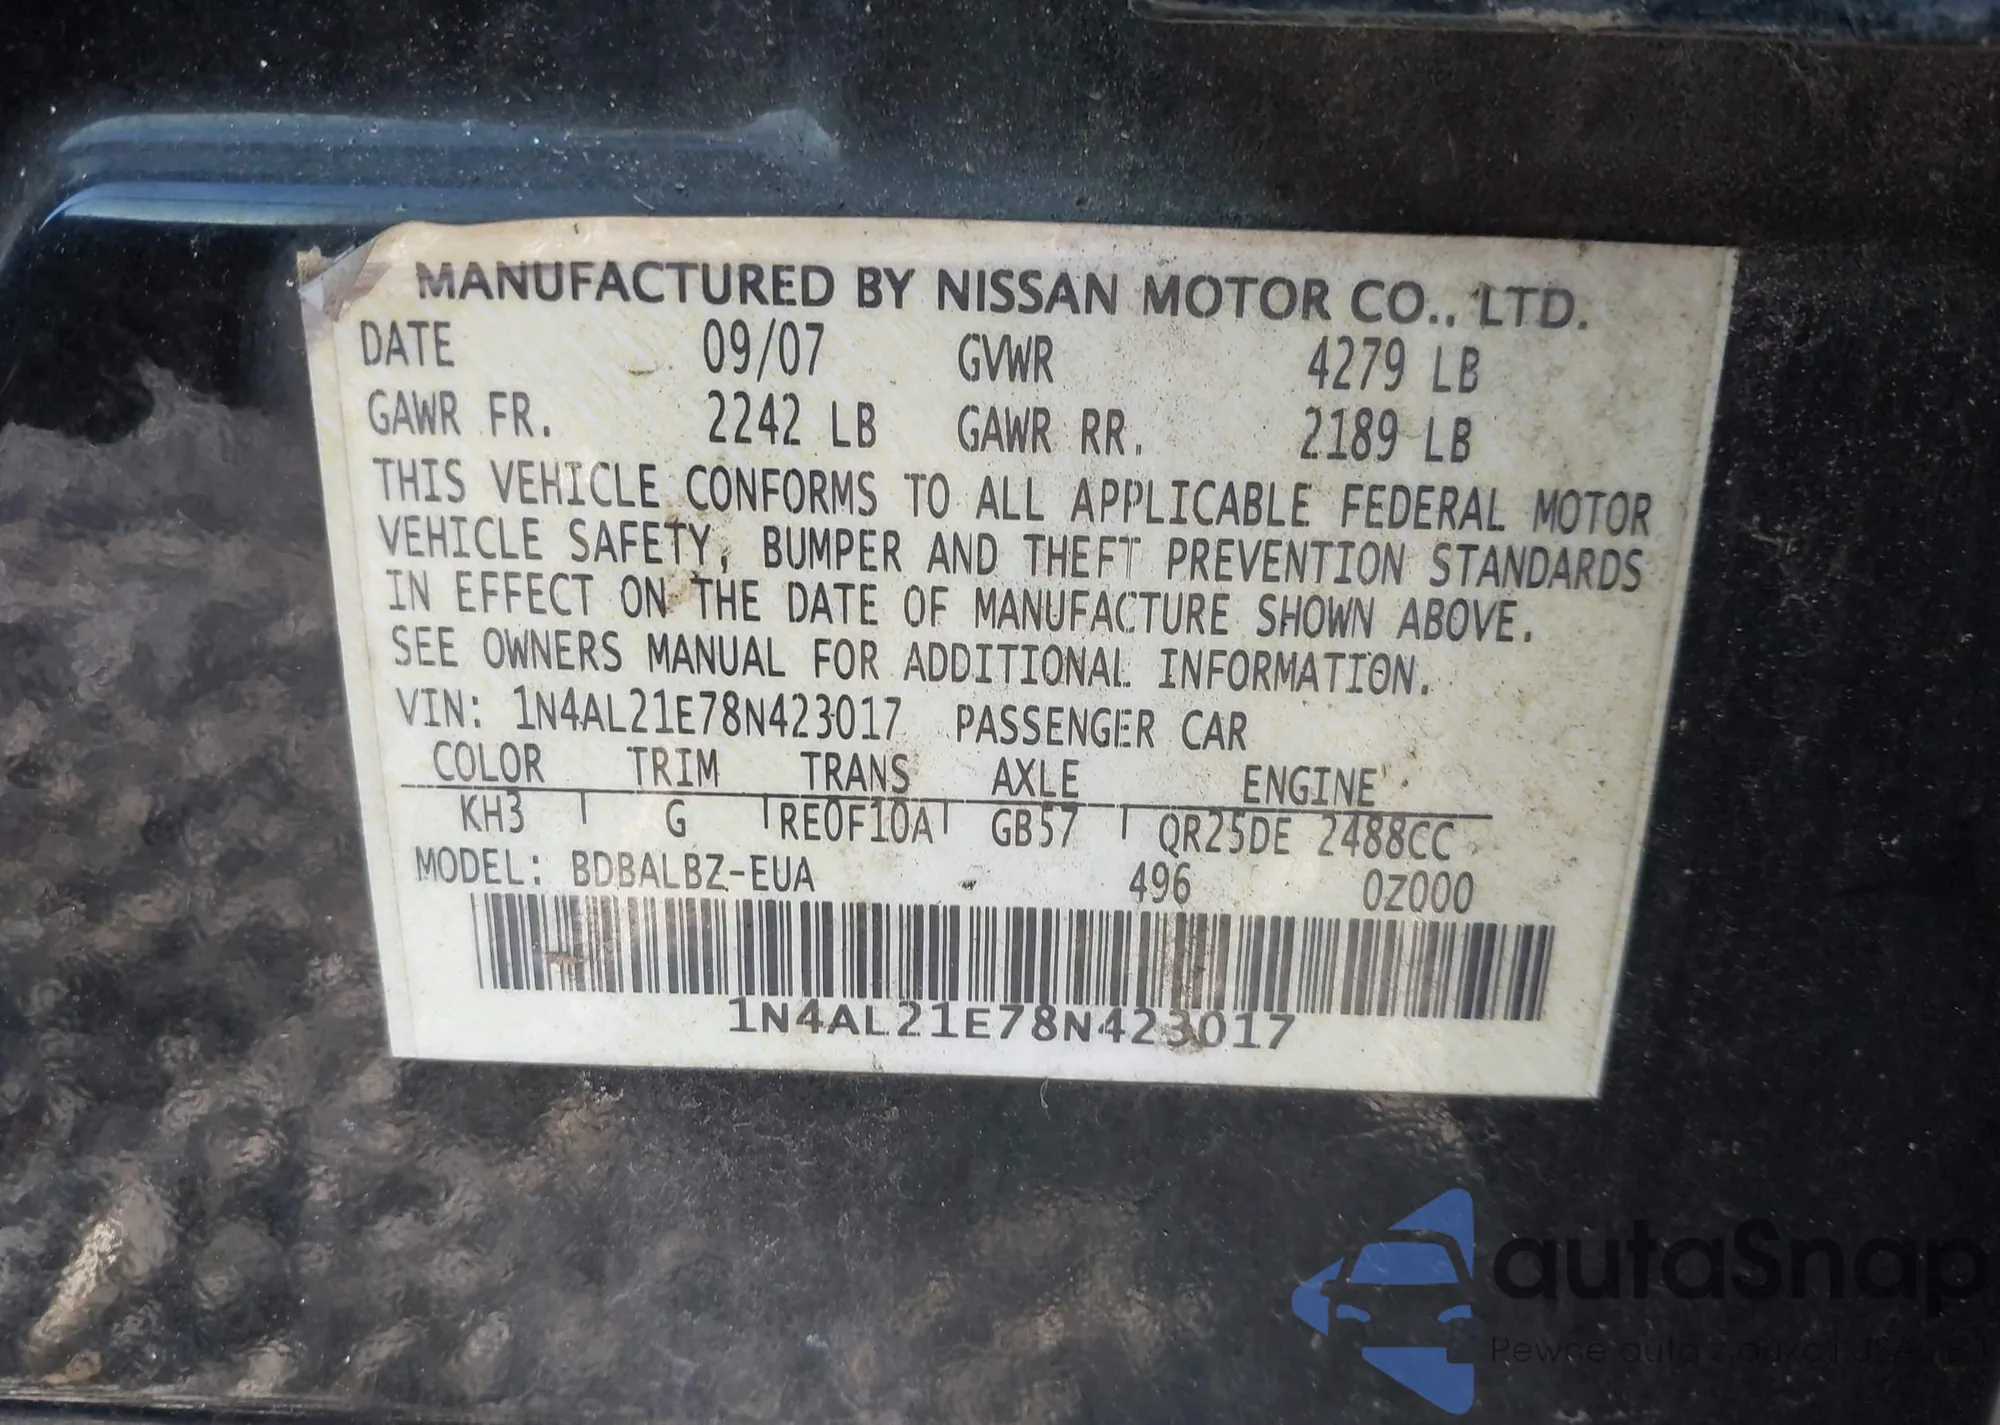 MANUFACTURED BY NISSAN MOTOR CO., LTD.
DATE 09/07 GVWR 4279 LB
GAWR FR. 2242 LB GAWR RR. 2189 LB
THIS VEHICLE CONFORMS TO ALL APPLICABLE FEDERAL MOTOR
VEHICLE SAFETY, BUMPER AND THEFT PREVENTION STANDARDS
IN EFFECT ON THE DATE OF MANUFACTURE SHOWN ABOVE.
SEE OWNERS MANUAL FOR ADDITIONAL INFORMATION.
VIN: 1N4AL21E78N423017 PASSENGER CAR
COLOR TRIM TRANS AXLE ENGINE
KH3 G RE0F10A GB57 QR25DE 2488CC
MODEL: BDBALBZ-EUA 496 0Z000
1N4AL21E78N423017
autaSnap
Pewne auta z